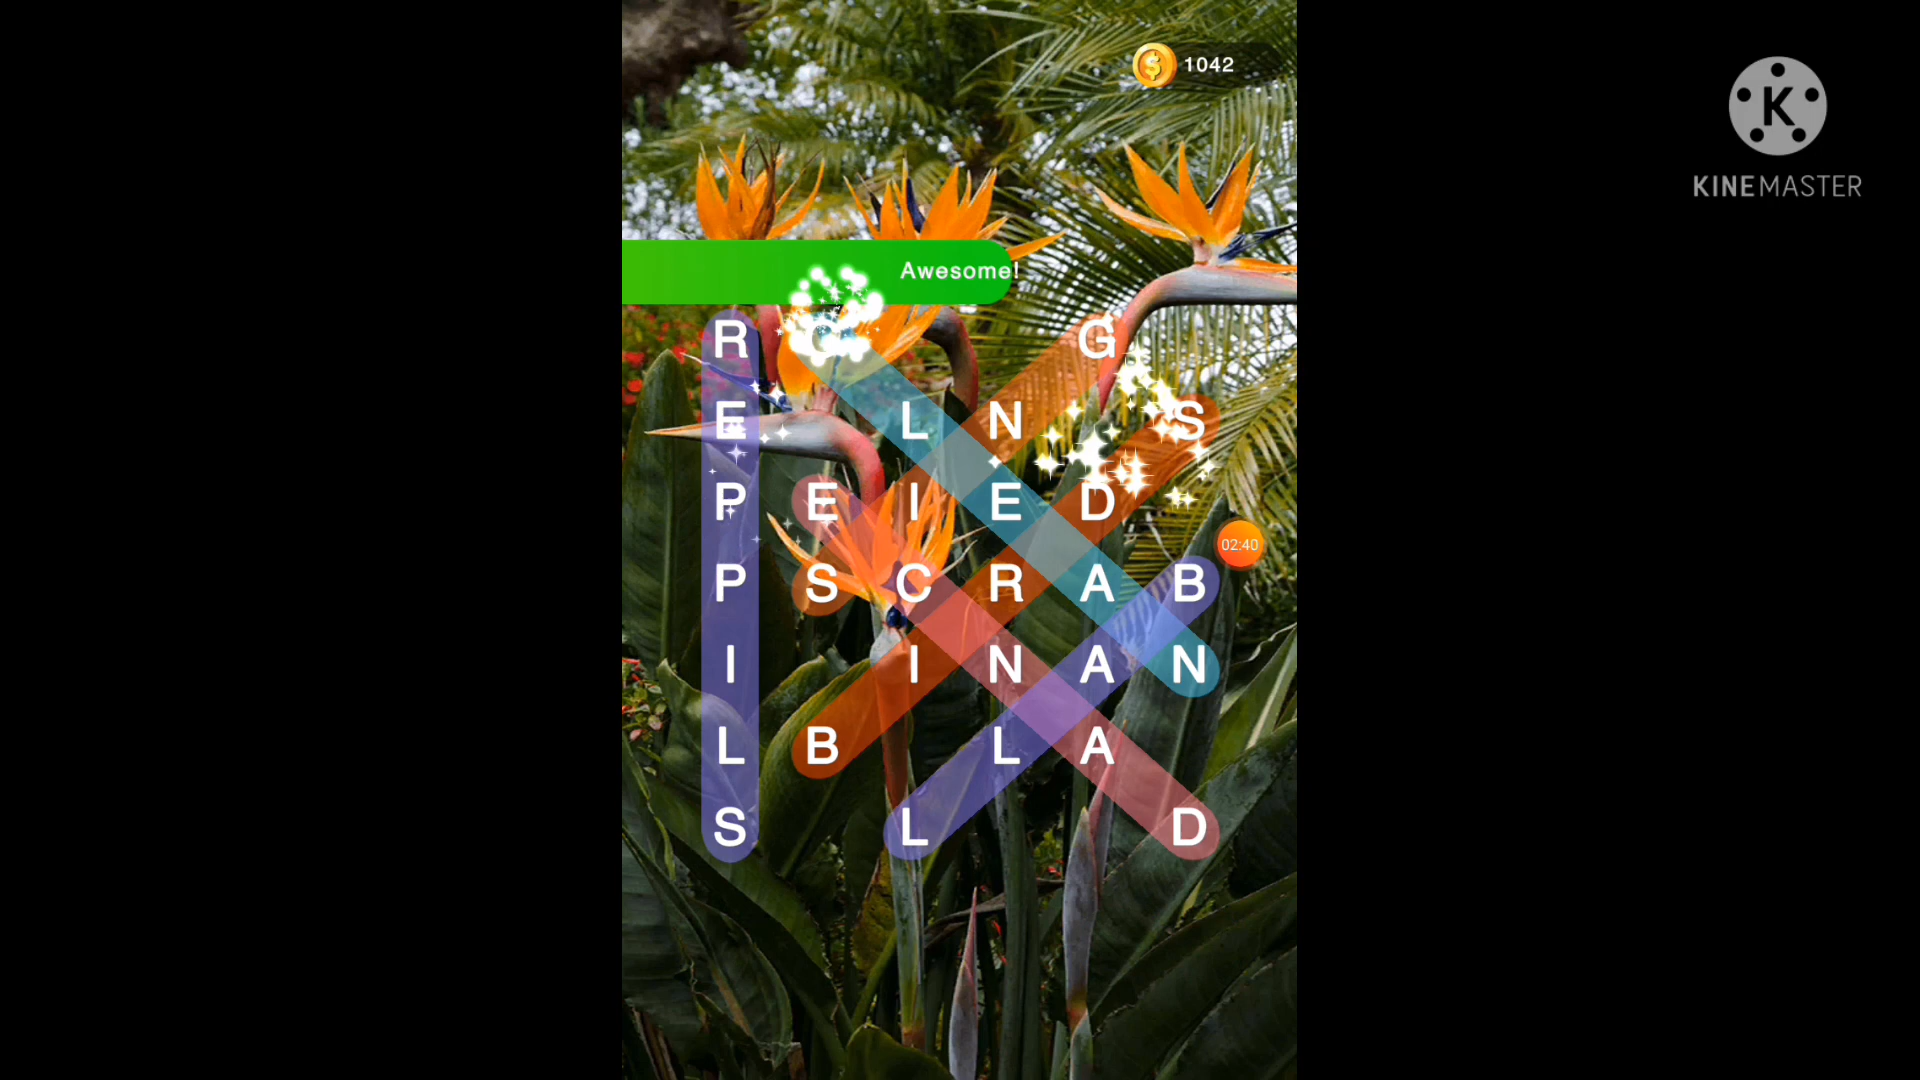 1042
K
KINEMASTER
Awesome!
R C G
E L N S
P E I E D
02:40
P S C R A B
I I N A N
L B L A
S L D